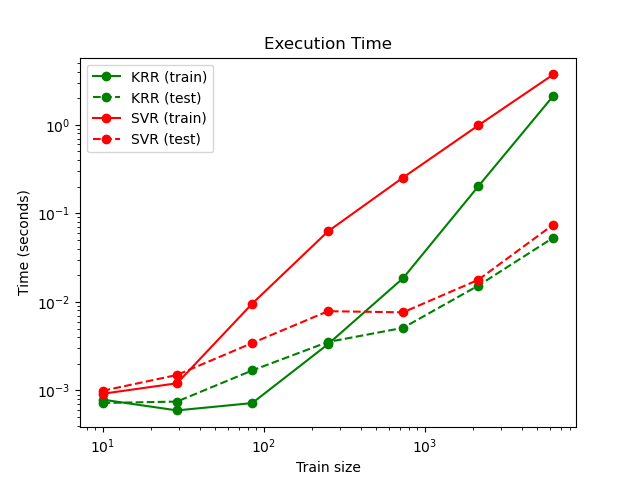 Execution Time
KRR (train)
KRR (test)
SVR (train)
SVR (test)
10⁰
10⁻¹
10⁻²
10⁻³
Time (seconds)
10¹
10²
10³
Train size